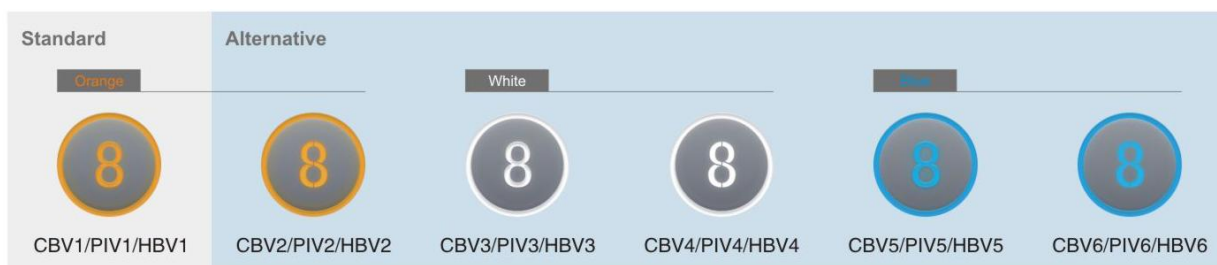 Standard Alternative
Orange White Blue
8 8 8 8 8 8
CBV1/PIV1/HBV1 CBV2/PIV2/HBV2 CBV3/PIV3/HBV3 CBV4/PIV4/HBV4 CBV5/PIV5/HBV5 CBV6/PIV6/HBV6